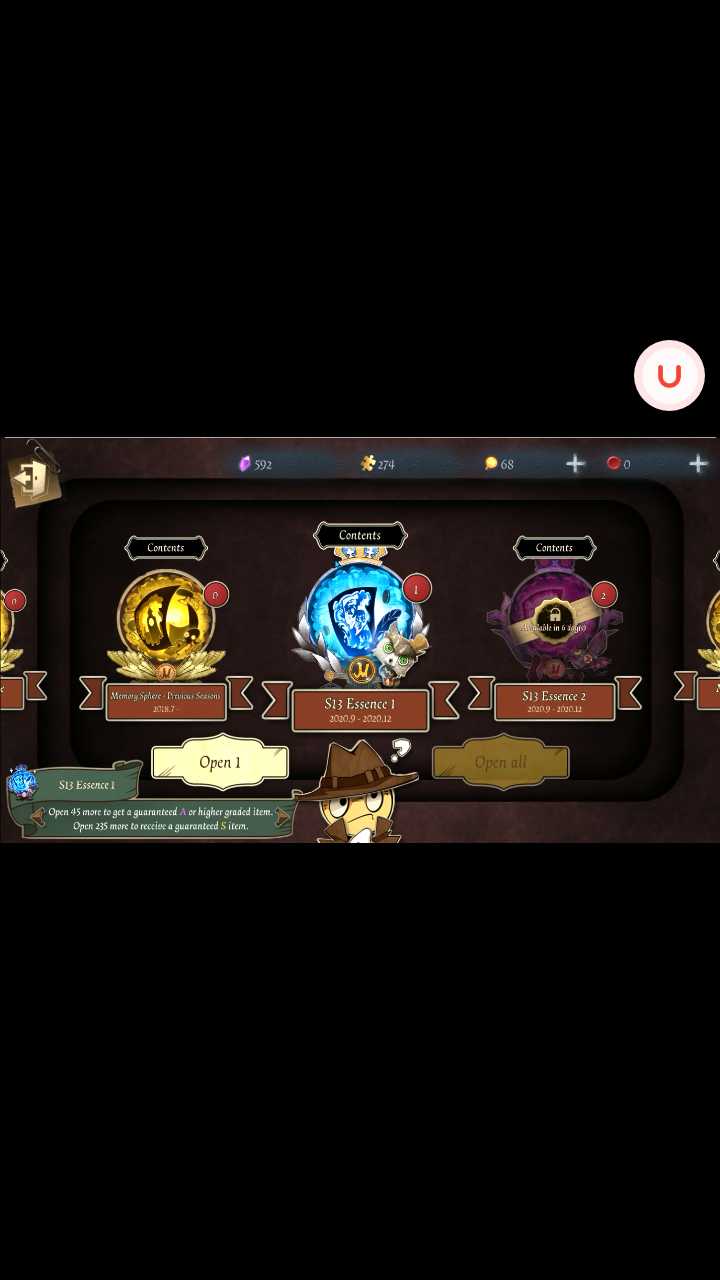 U
592
274
68
0
Contents
Contents
Contents
0
0
1
2
Available in 6 day(s)
Memory Sphere - Previous Seasons
2018.7 -
S13 Essence 1
2020.9 - 2020.12
S13 Essence 2
2020.9 - 2020.12
Open 1
Open all
S13 Essence 1
Open 45 more to get a guaranteed A or higher graded item.
Open 235 more to receive a guaranteed S item.